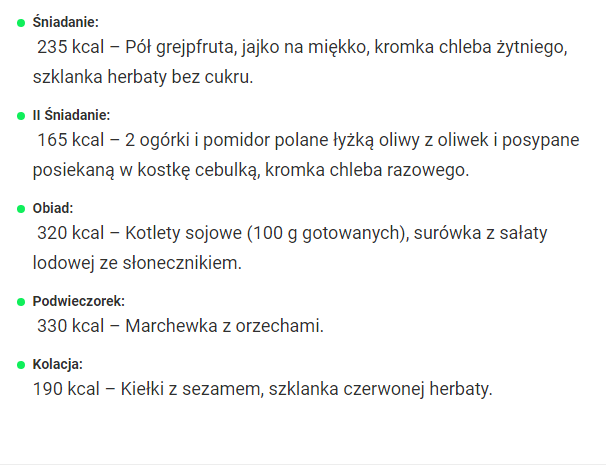 Śniadanie:
235 kcal – Pół grejpfruta, jajko na miękko, kromka chleba żytniego,
szklanka herbaty bez cukru.
II Śniadanie:
165 kcal – 2 ogórki i pomidor polane łyżką oliwy z oliwek i posypane
posiekaną w kostkę cebulką, kromka chleba razowego.
Obiad:
320 kcal – Kotlety sojowe (100 g gotowanych), surówka z sałaty
lodowej ze słonecznikiem.
Podwieczorek:
330 kcal – Marchewka z orzechami.
Kolacja:
190 kcal – Kiełki z sezamem, szklanka czerwonej herbaty.